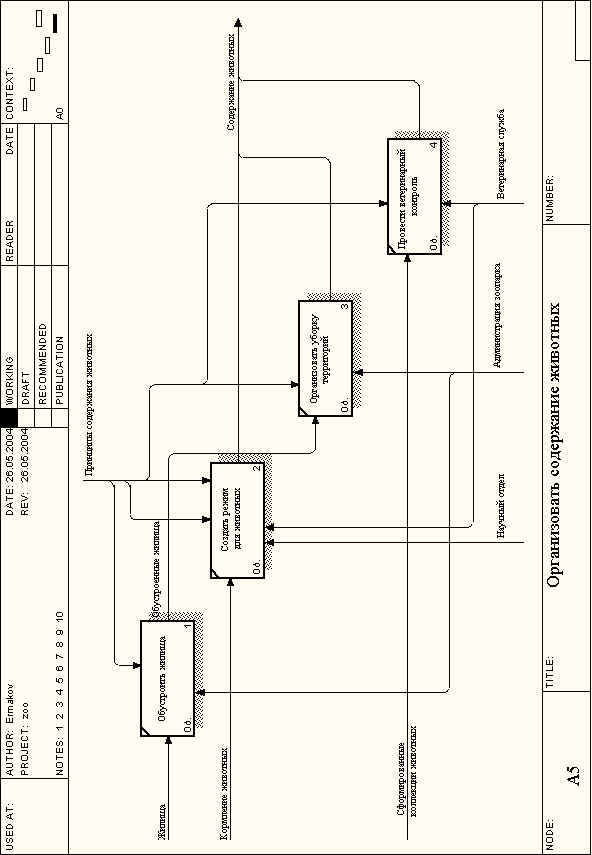 USED AT:
AUTHOR: Ermakov
PROJECT: zoo
NOTES: 1 2 3 4 5 6 7 8 9 10
DATE: 26.05.2004
REV: 26.05.2004
WORKING
DRAFT
RECOMMENDED
PUBLICATION
READER
DATE
CONTEXT:
A0
Принципы содержания животных
Содержание животных
Жилища
Обустроить жилища
0р.
1
Обустроенные жилища
Кормление животных
Создать режим
для животных
0р.
2
Организовать уборку
территорий
0р.
3
Провести ветеринарный
контроль
0р.
4
Сформированные
коллекции животных
Научный отдел
Администрация зоопарка
Ветеринарная служба
NODE:
A5
TITLE:
Организовать содержание животных
NUMBER: